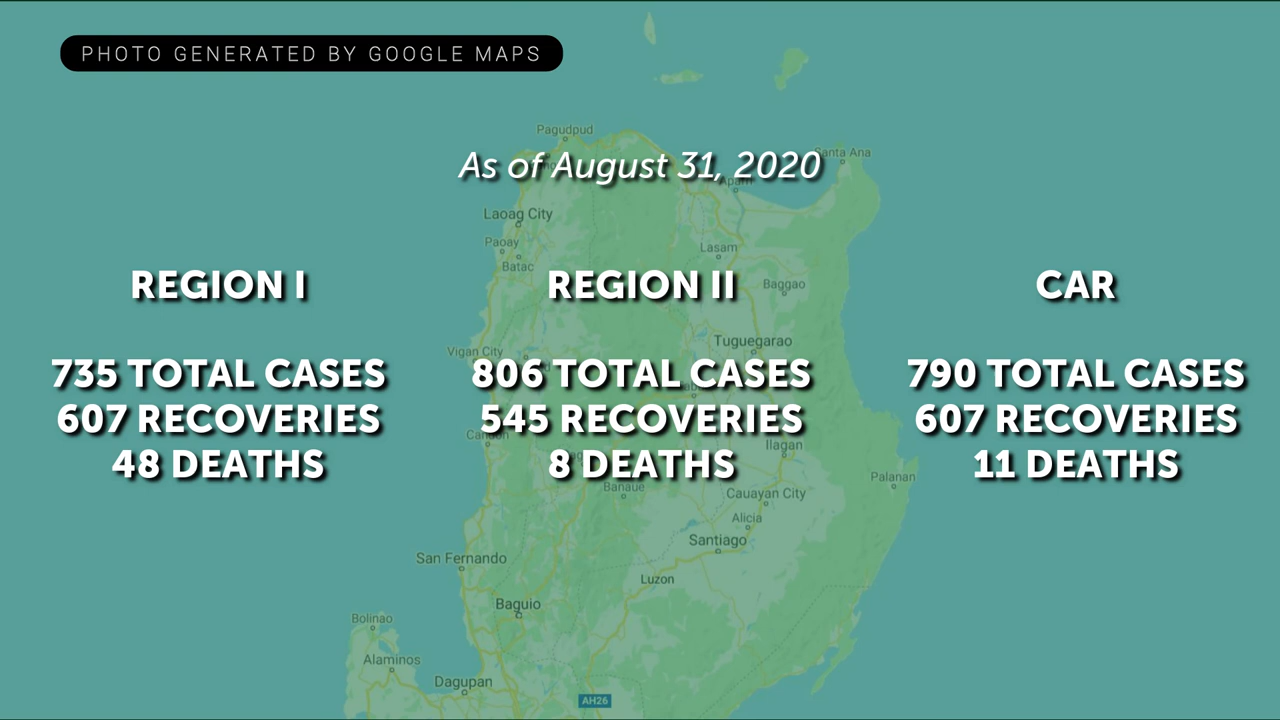 PHOTO GENERATED BY GOOGLE MAPS
Pagudpud
As of August 31, 2020
Santa Ana
Laoag City
Paoay
Batac
Lasam
Baggao
REGION I
REGION II
CAR
Tuguegarao
Vigan City
735 TOTAL CASES
607 RECOVERIES
48 DEATHS
806 TOTAL CASES
545 RECOVERIES
8 DEATHS
790 TOTAL CASES
607 RECOVERIES
11 DEATHS
Ilagan
Palanan
Banaue
Cauayan City
Alicia
Santiago
San Fernando
Luzon
Baguio
Bolinao
Alaminos
Dagupan
AH26